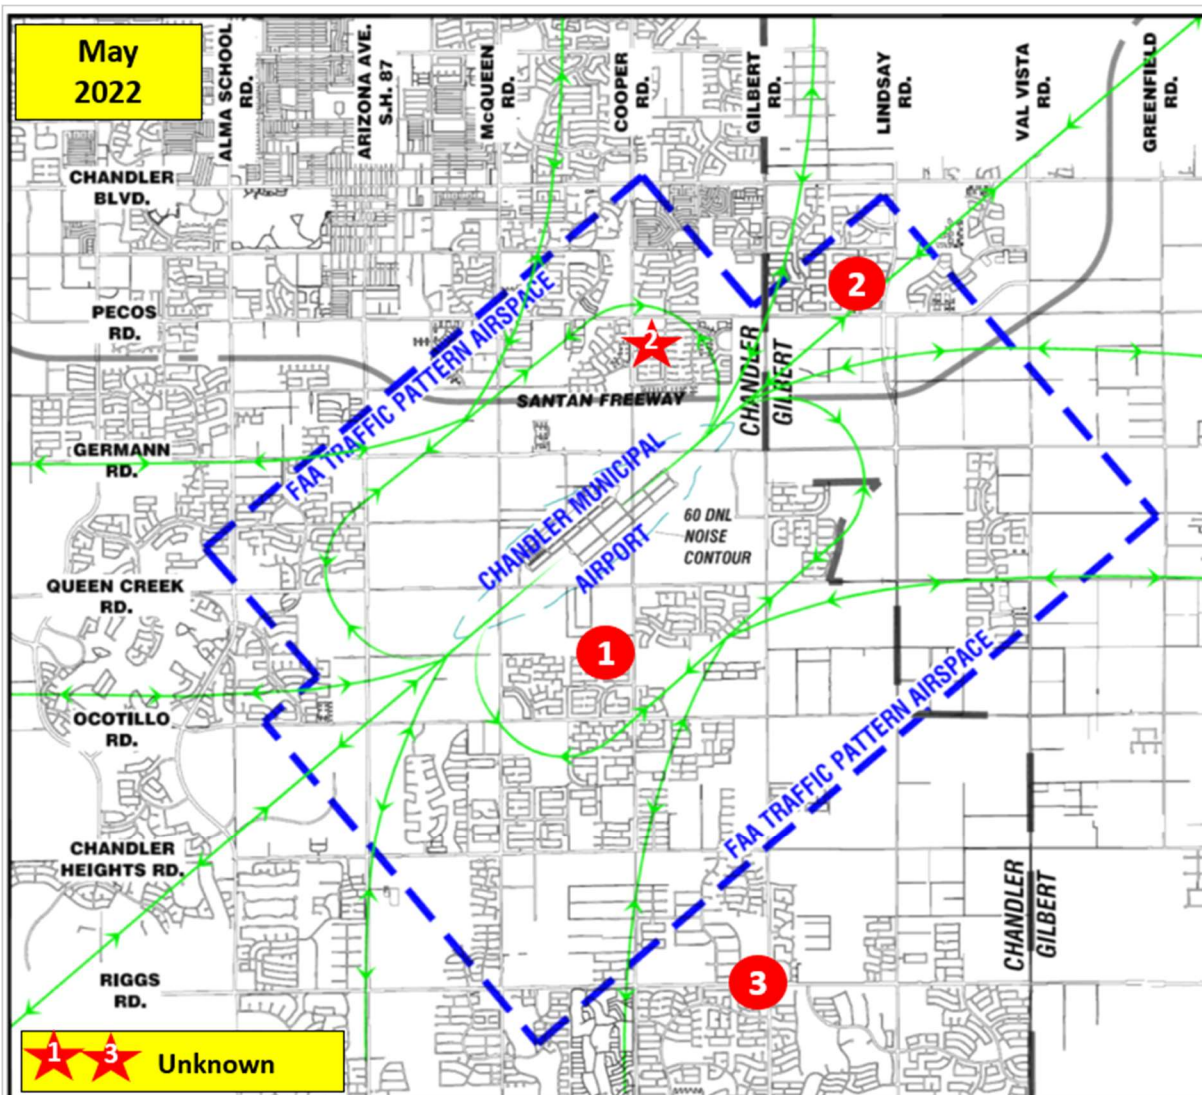 May
2022
ALMA SCHOOL
RD.
ARIZONA AVE.
S.H. 87
McQUEEN
RD.
COOPER
RD.
GILBERT
RD.
LINDSAY
RD.
VAL VISTA
RD.
GREENFIELD
RD.
CHANDLER
BLVD.
2
PECOS
RD.
FAA TRAFFIC PATTERN AIRSPACE
2
CHANDLER
GILBERT
SANTAN FREEWAY
GERMANN
RD.
CHANDLER MUNICIPAL
AIRPORT
60 DNL
NOISE
CONTOUR
QUEEN CREEK
RD.
1
OCOTILLO
RD.
FAA TRAFFIC PATTERN AIRSPACE
CHANDLER
HEIGHTS RD.
CHANDLER
GILBERT
RIGGS
RD.
3
1 3 Unknown